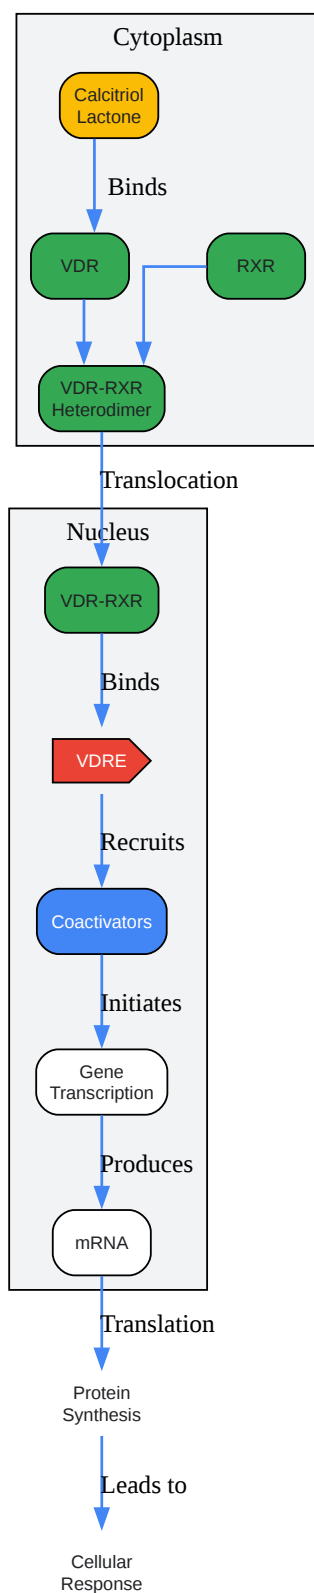 Cytoplasm
Calcitriol
Lactone
Binds
VDR
RXR
VDR-RXR
Heterodimer
Translocation
Nucleus
VDR-RXR
Binds
VDRE
Recruits
Coactivators
Initiates
Gene
Transcription
Produces
mRNA
Translation
Protein
Synthesis
Leads to
Cellular
Response